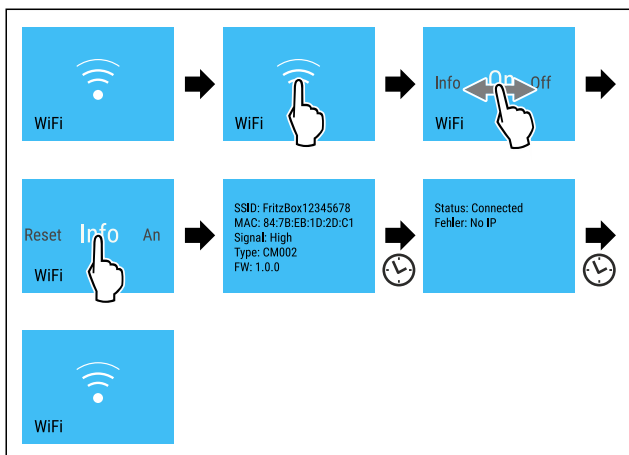 WiFi
WiFi
Info On Off
WiFi
Reset Info An
WiFi
SSID: FritzBox12345678
MAC: 84:7B:EB:1D:2D:C1
Signal: High
Type: CM002
FW: 1.0.0
Status: Connected
Fehler: No IP
WiFi